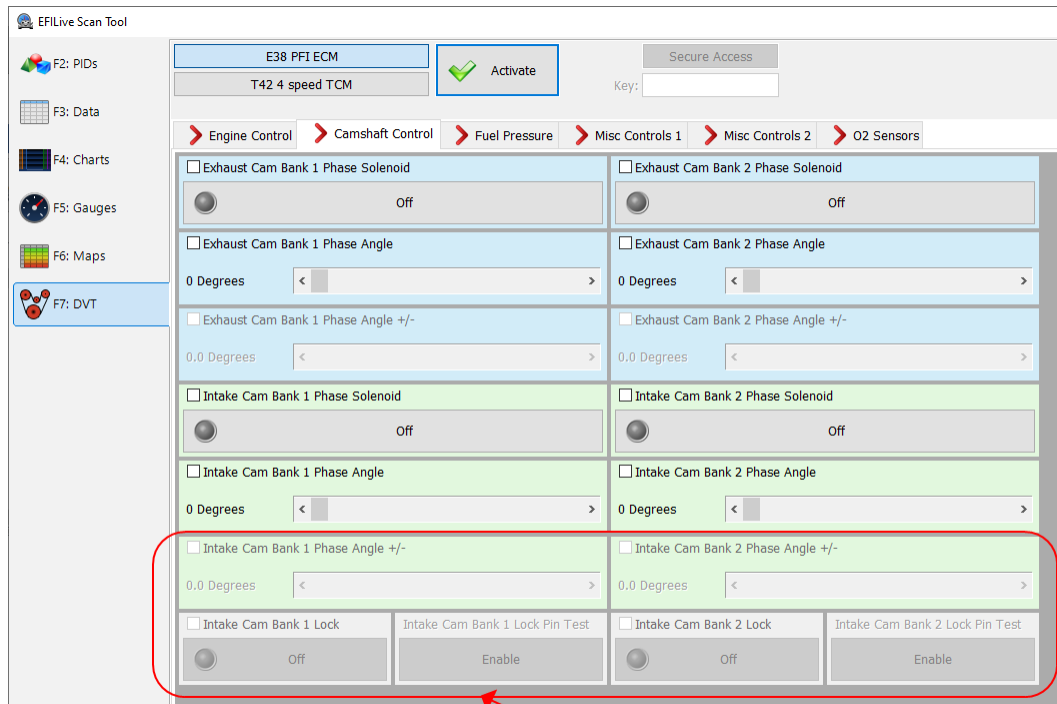 EFILive Scan Tool
F2: PIDs
F3: Data
F4: Charts
F5: Gauges
F6: Maps
F7: DVT
E38 PFI ECM
T42 4 speed TCM
Activate
Secure Access
Key:
Engine Control
Camshaft Control
Fuel Pressure
Misc Controls 1
Misc Controls 2
O2 Sensors
Exhaust Cam Bank 1 Phase Solenoid
Off
Exhaust Cam Bank 2 Phase Solenoid
Off
Exhaust Cam Bank 1 Phase Angle
0 Degrees
Exhaust Cam Bank 2 Phase Angle
0 Degrees
Exhaust Cam Bank 1 Phase Angle +/-
0.0 Degrees
Exhaust Cam Bank 2 Phase Angle +/-
0.0 Degrees
Intake Cam Bank 1 Phase Solenoid
Off
Intake Cam Bank 2 Phase Solenoid
Off
Intake Cam Bank 1 Phase Angle
0 Degrees
Intake Cam Bank 2 Phase Angle
0 Degrees
Intake Cam Bank 1 Phase Angle +/-
0.0 Degrees
Intake Cam Bank 2 Phase Angle +/-
0.0 Degrees
Intake Cam Bank 1 Lock
Off
Intake Cam Bank 1 Lock Pin Test
Enable
Intake Cam Bank 2 Lock
Off
Intake Cam Bank 2 Lock Pin Test
Enable